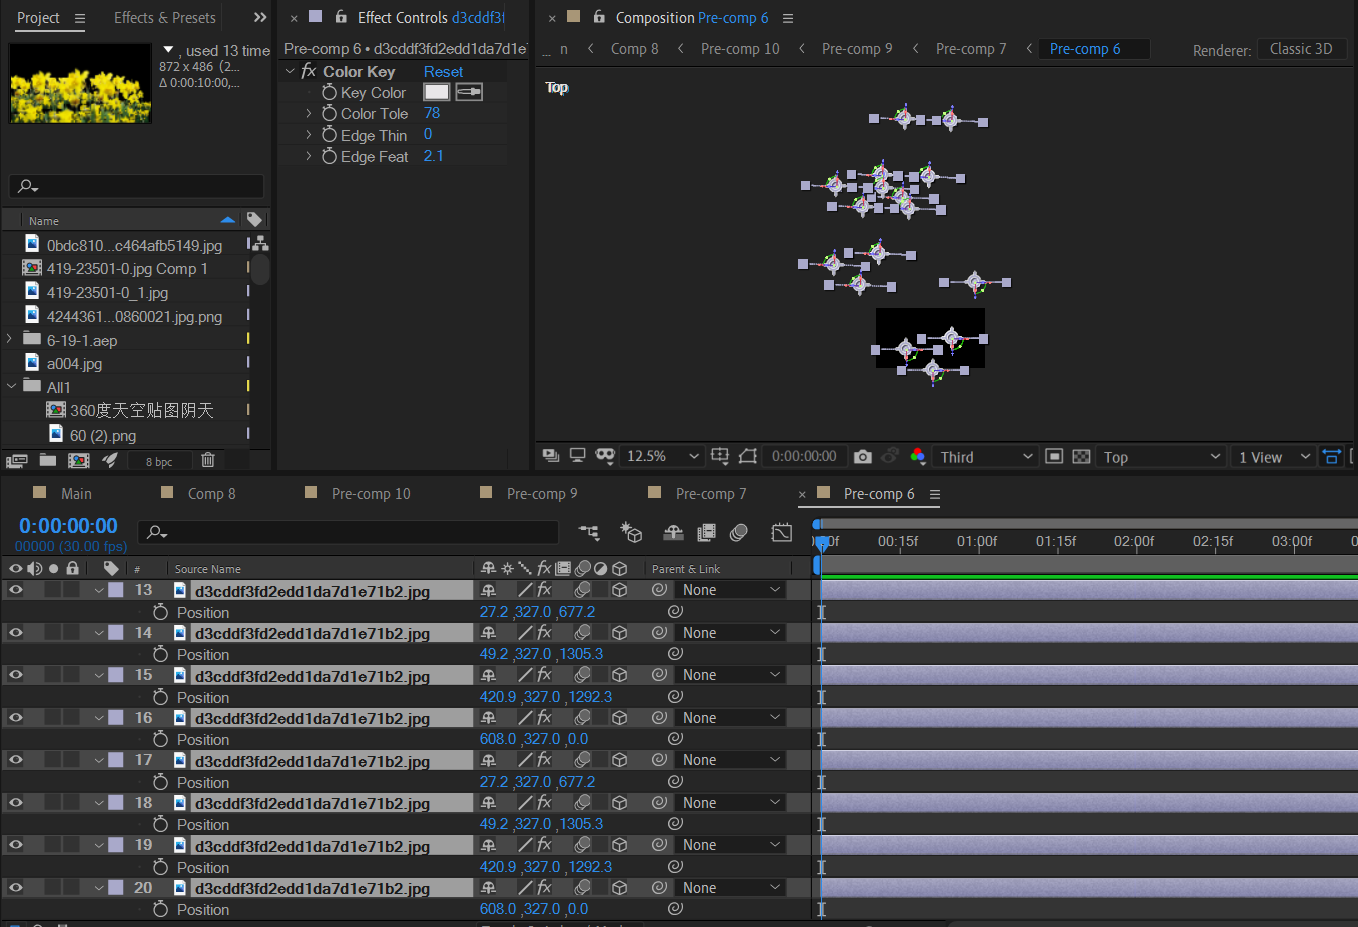 Project
Effects & Presets
Effect Controls d3cddf3f
Composition Pre-comp 6
, used 13 time
872 x 486 (2...
Δ 0:00:10:00,...
Pre-comp 6 • d3cddf3fd2edd1da7d1e7
fx Color Key Reset
Key Color
Color Tole 78
Edge Thin 0
Edge Feat 2.1
... n < Comp 8 < Pre-comp 10 < Pre-comp 9 < Pre-comp 7 < Pre-comp 6
Renderer: Classic 3D
Top
Name
0bdc810...c464afb5149.jpg
419-23501-0.jpg Comp 1
419-23501-0_1.jpg
4244361...0860021.jpg.png
6-19-1.aep
a004.jpg
All1
360度天空贴图阴天
60 (2).png
8 bpc
12.5% 0:00:00:00 Third Top 1 View
Main Comp 8 Pre-comp 10 Pre-comp 9 Pre-comp 7 Pre-comp 6
0:00:00:00
00000 (30.00 fps)
00:15f 01:00f 01:15f 02:00f 02:15f 03:00f
# Source Name Parent & Link
13 d3cddf3fd2edd1da7d1e71b2.jpg None
Position 27.2 ,327.0 ,677.2
14 d3cddf3fd2edd1da7d1e71b2.jpg None
Position 49.2 ,327.0 ,1305.3
15 d3cddf3fd2edd1da7d1e71b2.jpg None
Position 420.9 ,327.0 ,1292.3
16 d3cddf3fd2edd1da7d1e71b2.jpg None
Position 608.0 ,327.0 ,0.0
17 d3cddf3fd2edd1da7d1e71b2.jpg None
Position 27.2 ,327.0 ,677.2
18 d3cddf3fd2edd1da7d1e71b2.jpg None
Position 49.2 ,327.0 ,1305.3
19 d3cddf3fd2edd1da7d1e71b2.jpg None
Position 420.9 ,327.0 ,1292.3
20 d3cddf3fd2edd1da7d1e71b2.jpg None
Position 608.0 ,327.0 ,0.0